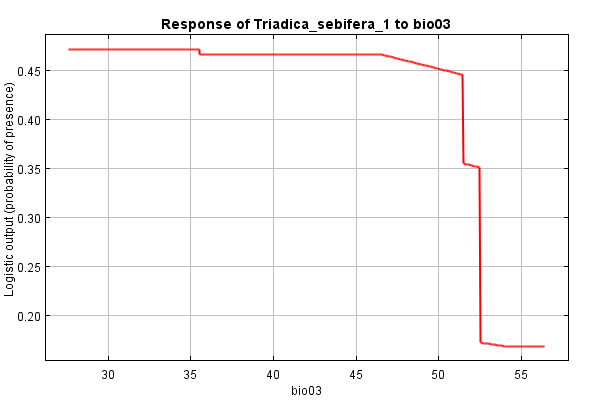 Response of Triadica_sebifera_1 to bio03
Logistic output (probability of presence)
0.45
0.40
0.35
0.30
0.25
0.20
30 35 40 45 50 55
bio03